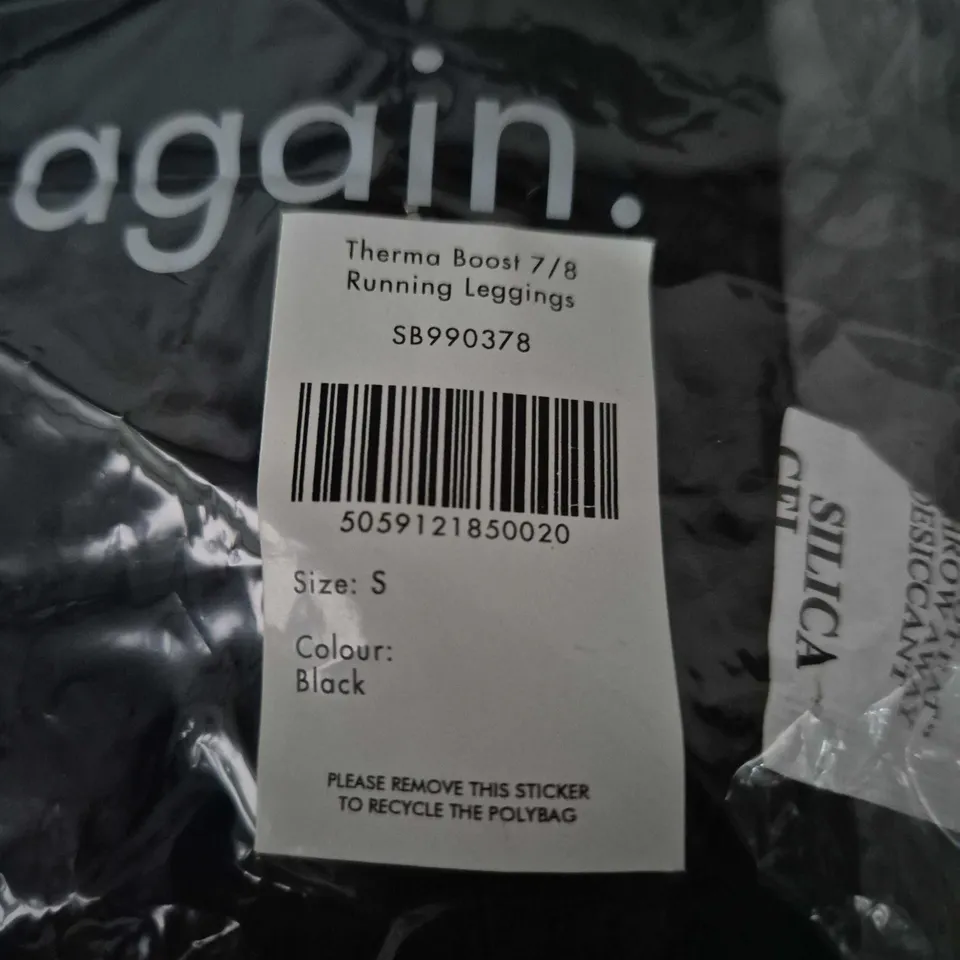 again.
Therma Boost 7/8
Running Leggings
SB990378
5059121850020
Size: S
Colour:
Black
PLEASE REMOVE THIS STICKER
TO RECYCLE THE POLYBAG
SILICA
GEL
DESICCANT